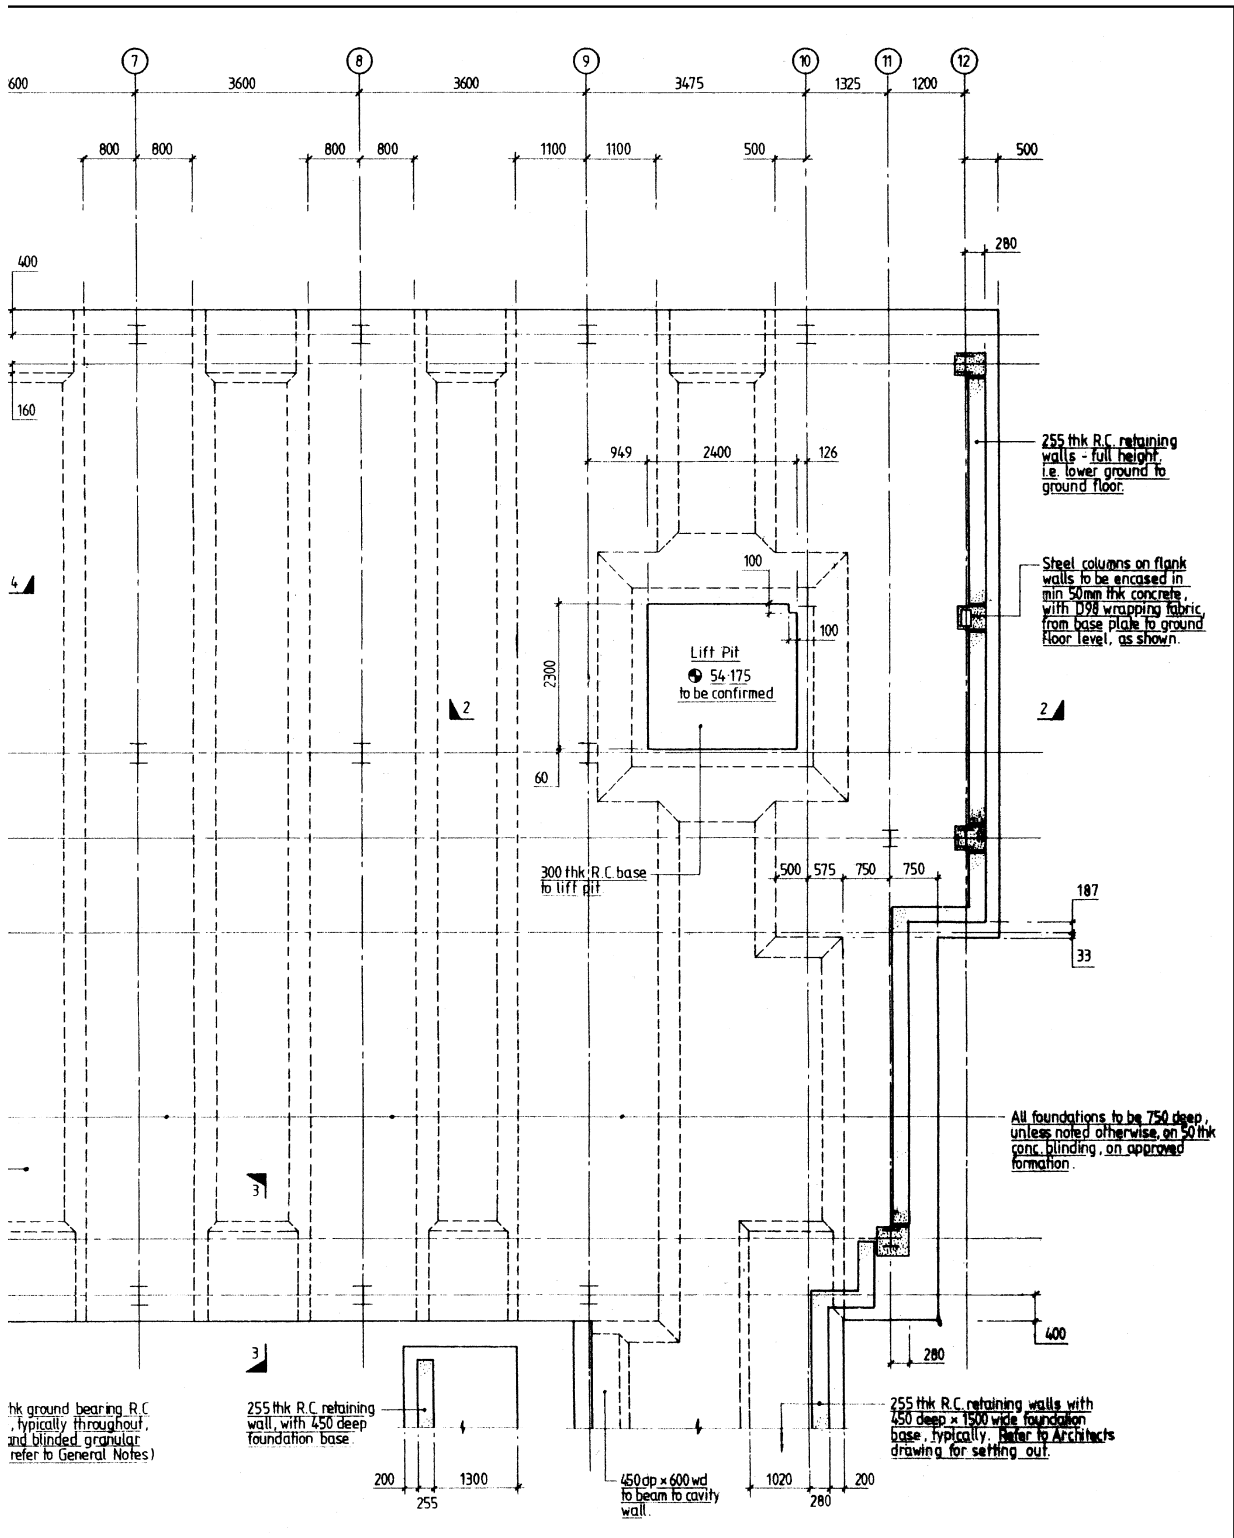 7
8
9
10
11
12
600
3600
3600
3475
1325
1200
800
800
800
800
1100
1100
500
500
280
400
160
949
2400
126
255 thk R.C. retaining
walls - full height,
i.e. lower ground to
ground floor.
100
4
Steel columns on flank
walls to be encased in
min 50mm thk concrete,
with D98 wrapping fabric,
from base plate to ground
floor level, as shown.
100
2300
Lift Pit
54·175
to be confirmed
2
2
60
300 thk R.C. base
to lift pit
500
575
750
750
187
33
All foundations to be 750 deep,
unless noted otherwise, on 50 thk
conc. blinding, on approved
formation.
3
3
400
280
hk ground bearing R.C
, typically throughout,
and blinded granular
refer to General Notes)
255 thk R.C. retaining
wall, with 450 deep
foundation base
255 thk R.C. retaining walls with
450 deep x 1500 wide foundation
base, typically. Refer to Architects
drawing for setting out.
200
255
1300
450 dp x 600 wd
to beam to cavity
wall.
1020
280
200